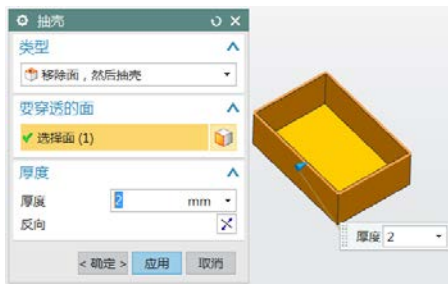 抽壳
类型
移除面，然后抽壳
要穿透的面
选择面 (1)
厚度
厚度 2 mm
反向
< 确定 > 应用 取消
厚度 2